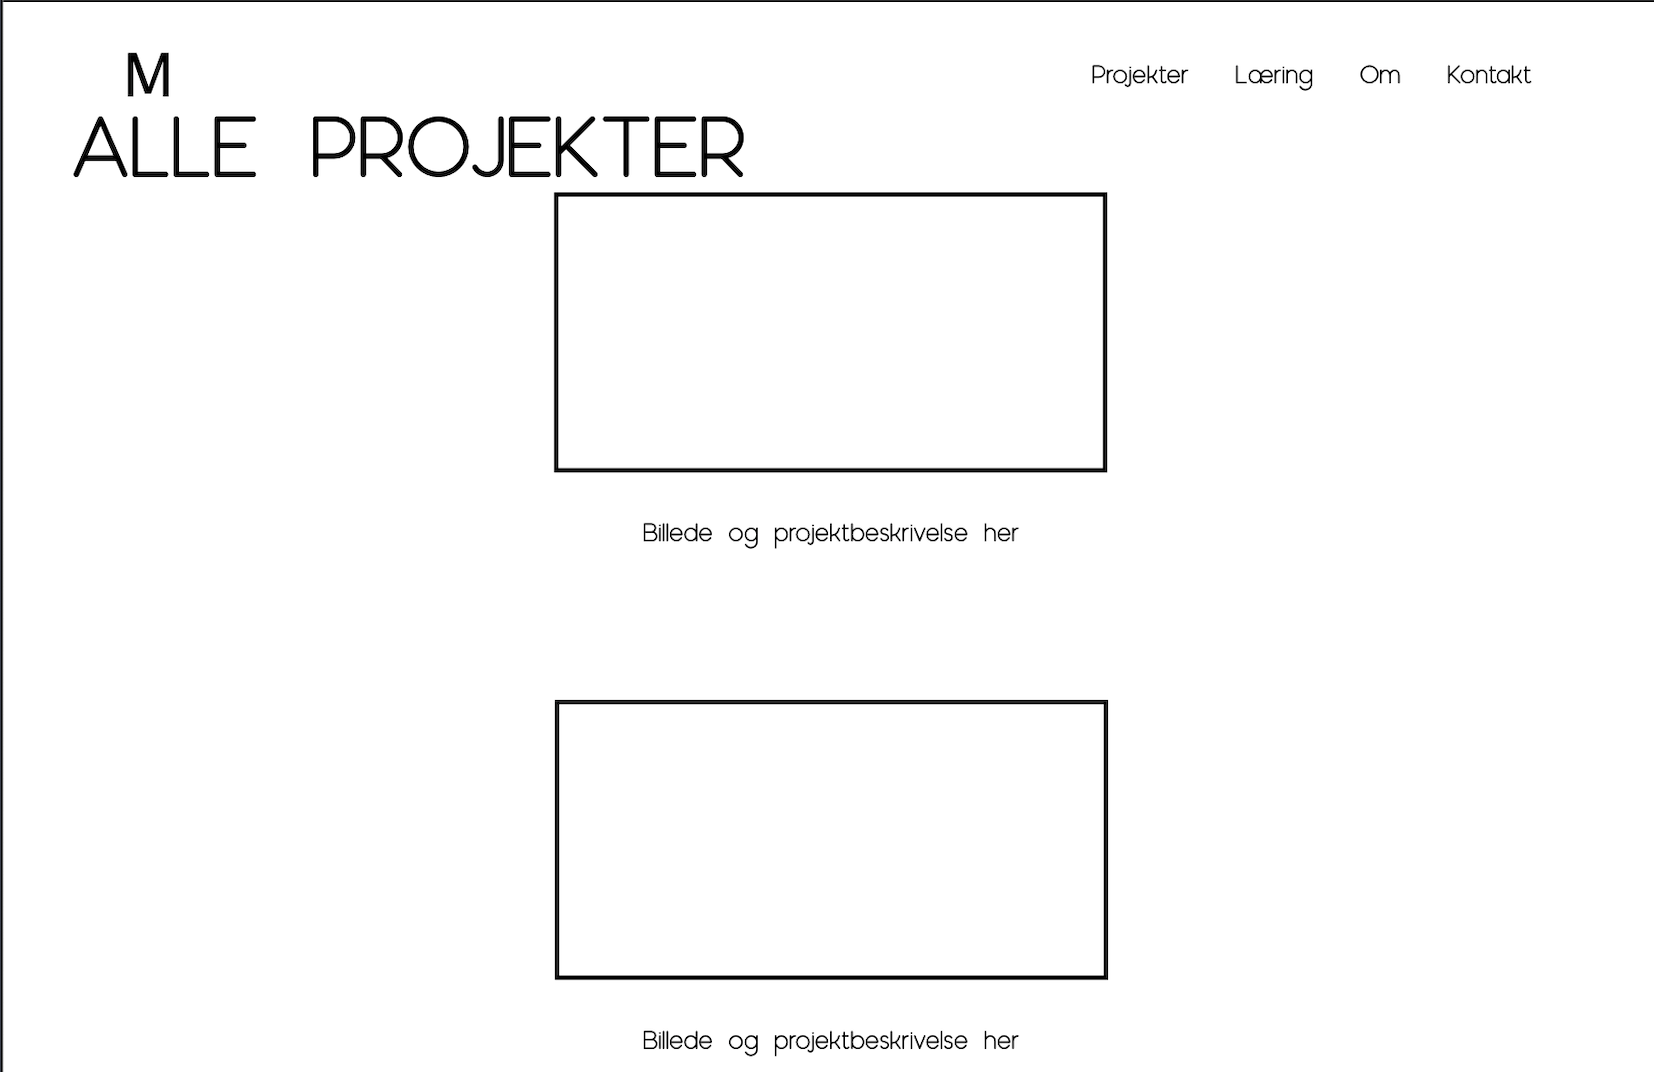 M
Projekter Læring Om Kontakt
ALLE PROJEKTER
Billede og projektbeskrivelse her
Billede og projektbeskrivelse her